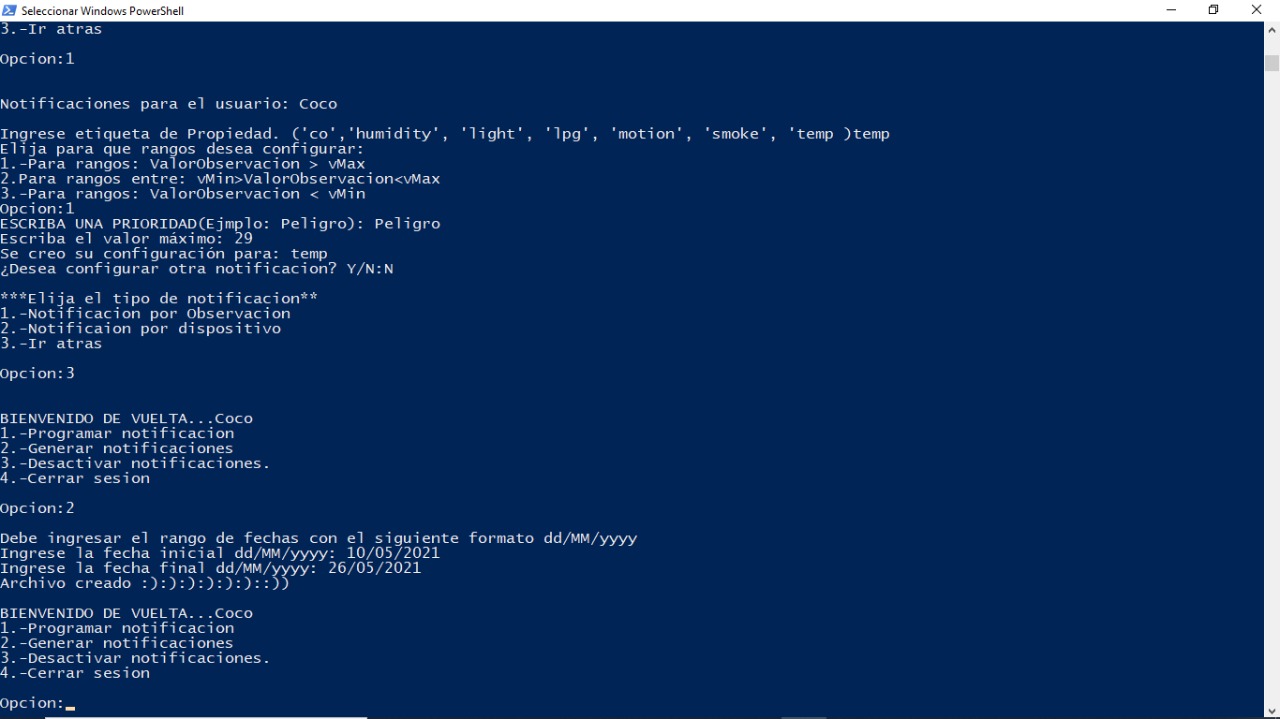 Seleccionar Windows PowerShell
3.-Ir atras
Opcion:1
Notificaciones para el usuario: Coco
Ingrese etiqueta de Propiedad. ('co','humidity', 'light', 'lpg', 'motion', 'smoke', 'temp )temp
Elija para que rangos desea configurar:
1.-Para rangos: ValorObservacion > vMax
2.Para rangos entre: vMin>ValorObservacion<vMax
3.-Para rangos: ValorObservacion < vMin
Opcion:1
ESCRIBA UNA PRIORIDAD(Ejmplo: Peligro): Peligro
Escriba el valor máximo: 29
Se creo su configuración para: temp
¿Desea configurar otra notificacion? Y/N:N
***Elija el tipo de notificacion**
1.-Notificacion por Observacion
2.-Notificaion por dispositivo
3.-Ir atras
Opcion:3
BIENVENIDO DE VUELTA...Coco
1.-Programar notificacion
2.-Generar notificaciones
3.-Desactivar notificaciones.
4.-Cerrar sesion
Opcion:2
Debe ingresar el rango de fechas con el siguiente formato dd/MM/yyyy
Ingrese la fecha inicial dd/MM/yyyy: 10/05/2021
Ingrese la fecha final dd/MM/yyyy: 26/05/2021
Archivo creado :):):):):):)::))
BIENVENIDO DE VUELTA...Coco
1.-Programar notificacion
2.-Generar notificaciones
3.-Desactivar notificaciones.
4.-Cerrar sesion
Opcion: